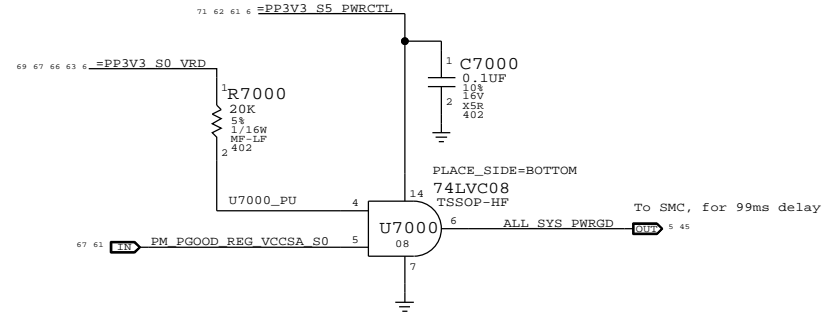 71 62 61 6 =PP3V3_S5_PWRCTL
69 67 66 63 6 =PP3V3_S0_VRD
1
R7000
20K
5%
1/16W
MF-LF
402
2
1
C7000
0.1UF
10%
16V
X5R
402
2
PLACE_SIDE=BOTTOM
14
74LVC08
TSSOP-HF
U7000_PU
4
U7000
08
6
ALL_SYS_PWRGD
To SMC, for 99ms delay
OUT
5 45
67 61
IN
PM_PGOOD_REG_VCCSA_S0
5
7